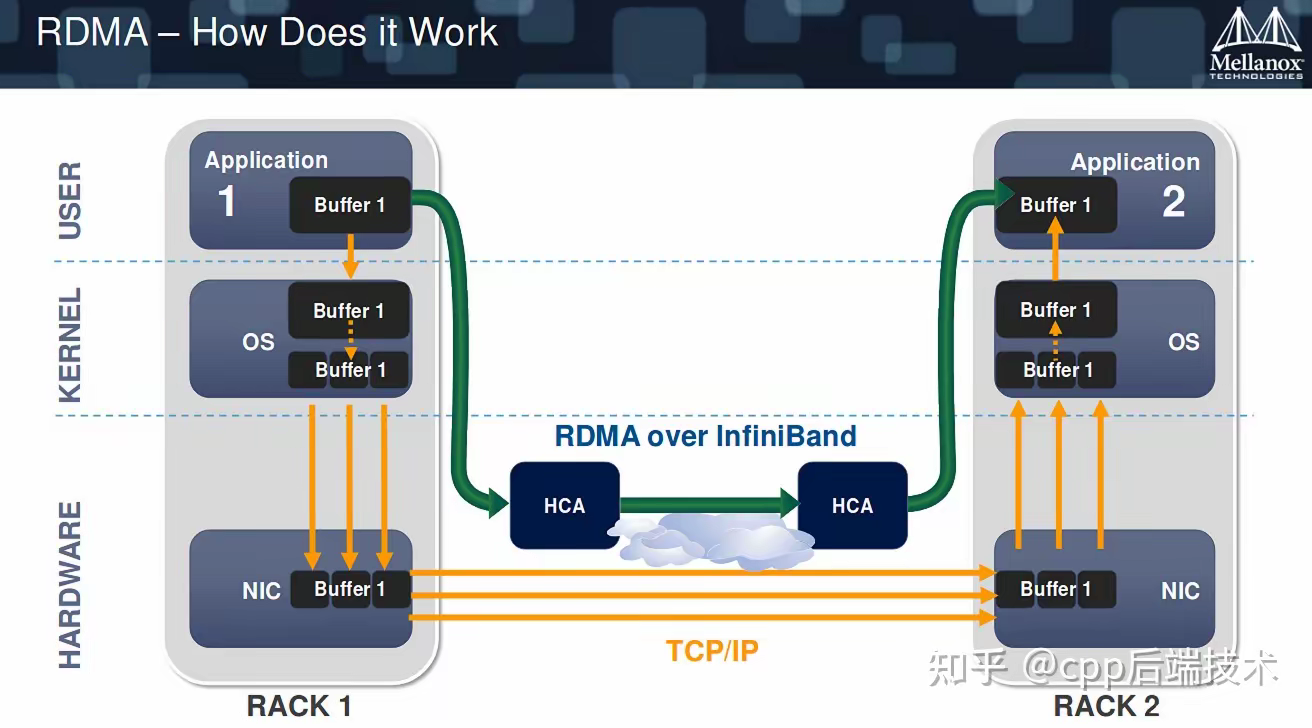 RDMA – How Does it Work
Mellanox
TECHNOLOGIES
USER
KERNEL
HARDWARE
Application
1
Buffer 1
OS
Buffer 1
Buffer 1
NIC
Buffer 1
RACK 1
RDMA over InfiniBand
HCA
HCA
TCP/IP
Application
2
Buffer 1
Buffer 1
OS
Buffer 1
Buffer 1
NIC
RACK 2
知乎 @cpp后端技术